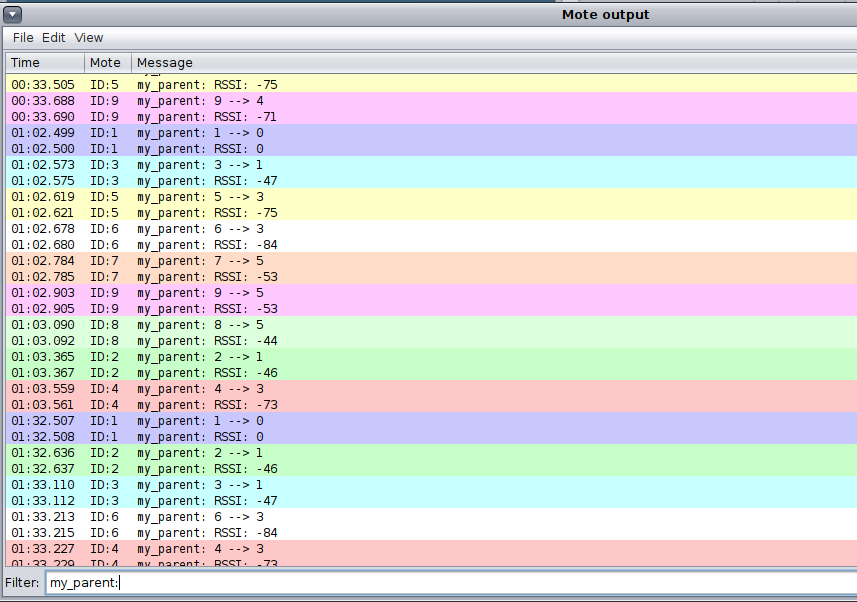 Mote output
File Edit View
Time Mote Message
00:33.505 ID:5 my_parent: RSSI: -75
00:33.688 ID:9 my_parent: 9 --> 4
00:33.690 ID:9 my_parent: RSSI: -71
01:02.499 ID:1 my_parent: 1 --> 0
01:02.500 ID:1 my_parent: RSSI: 0
01:02.573 ID:3 my_parent: 3 --> 1
01:02.575 ID:3 my_parent: RSSI: -47
01:02.619 ID:5 my_parent: 5 --> 3
01:02.621 ID:5 my_parent: RSSI: -75
01:02.678 ID:6 my_parent: 6 --> 3
01:02.680 ID:6 my_parent: RSSI: -84
01:02.784 ID:7 my_parent: 7 --> 5
01:02.785 ID:7 my_parent: RSSI: -53
01:02.903 ID:9 my_parent: 9 --> 5
01:02.905 ID:9 my_parent: RSSI: -53
01:03.090 ID:8 my_parent: 8 --> 5
01:03.092 ID:8 my_parent: RSSI: -44
01:03.365 ID:2 my_parent: 2 --> 1
01:03.367 ID:2 my_parent: RSSI: -46
01:03.559 ID:4 my_parent: 4 --> 3
01:03.561 ID:4 my_parent: RSSI: -73
01:32.507 ID:1 my_parent: 1 --> 0
01:32.508 ID:1 my_parent: RSSI: 0
01:32.636 ID:2 my_parent: 2 --> 1
01:32.637 ID:2 my_parent: RSSI: -46
01:33.110 ID:3 my_parent: 3 --> 1
01:33.112 ID:3 my_parent: RSSI: -47
01:33.213 ID:6 my_parent: 6 --> 3
01:33.215 ID:6 my_parent: RSSI: -84
01:33.227 ID:4 my_parent: 4 --> 3
01:33.229 ID:4 my_parent: RSSI: -73
Filter: my_parent: